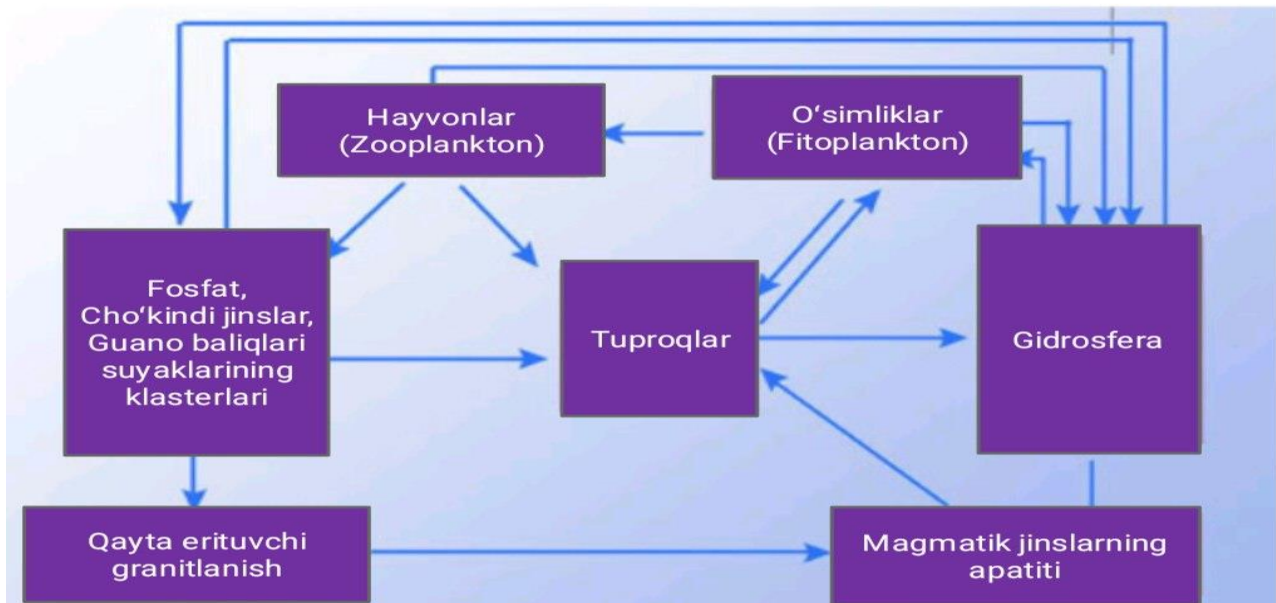 Hayvonlar
(Zooplankton)
O‘simliklar
(Fitoplankton)
Fosfat,
Cho‘kindi jinslar,
Guano baliqlari
suyaklarining
klasterlari
Tuproqlar
Gidrosfera
Qayta erituvchi
granitlanish
Magmatik jinslarning
apatiti